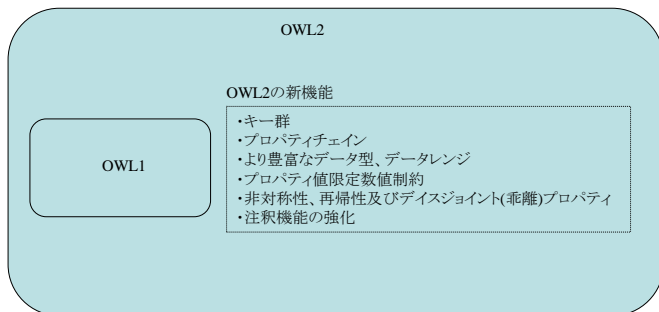 OWL2
OWL2の新機能
・キー群
・プロパティチェイン
・より豊富なデータ型、データレンジ
・プロパティ値限定数値制約
・非対称性、再帰性及びデイスジョイント(乖離)プロパティ
・注釈機能の強化
OWL1